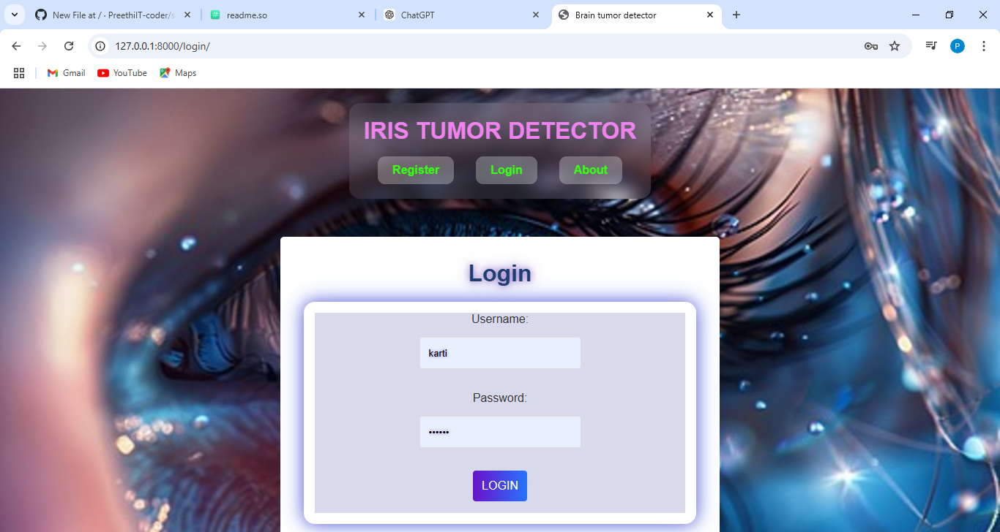 New File at / · PreethiIT-coder/s
readme.so
ChatGPT
Brain tumor detector
127.0.0.1:8000/login/
P
Gmail
YouTube
Maps
IRIS TUMOR DETECTOR
Register
Login
About
Login
Username:
karti
Password:
••••••
LOGIN